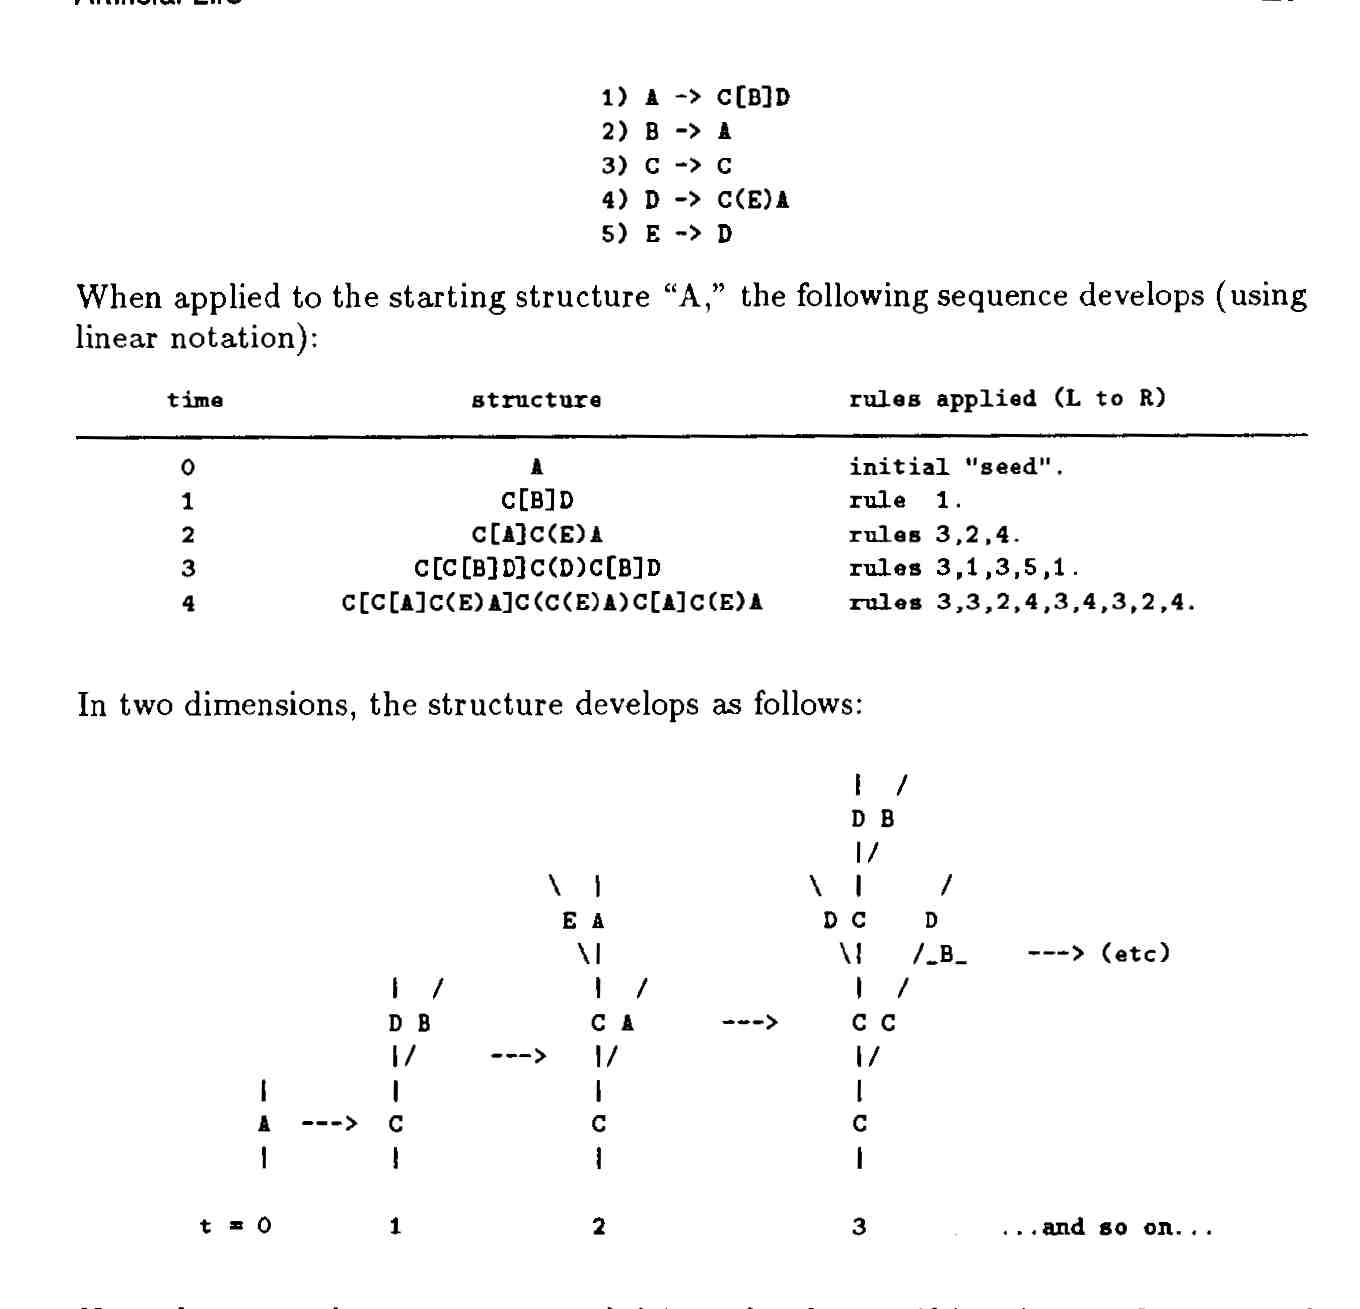 1) A -> C[B]D
2) B -> A
3) C -> C
4) D -> C(E)A
5) E -> D
When applied to the starting structure “A,” the following sequence develops (using
linear notation):
time structure rules applied (L to R)
0 A initial "seed".
1 C[B]D rule 1.
2 C[A]C(E)A rules 3,2,4.
3 C[C[B]D]C(D)C[B]D rules 3,1,3,5,1.
4 C[C[A]C(E)A]C(C(E)A)C[A]C(E)A rules 3,3,2,4,3,4,3,2,4.
In two dimensions, the structure develops as follows:
| /
D B
|/
\ | \ | /
E A D C D
\| \| /_B_ ---> (etc)
| / | / | /
D B C A ---> C C
|/ ---> |/ |/
| | | |
A ---> C C C
| | | |
t = 0 1 2 3 ...and so on...